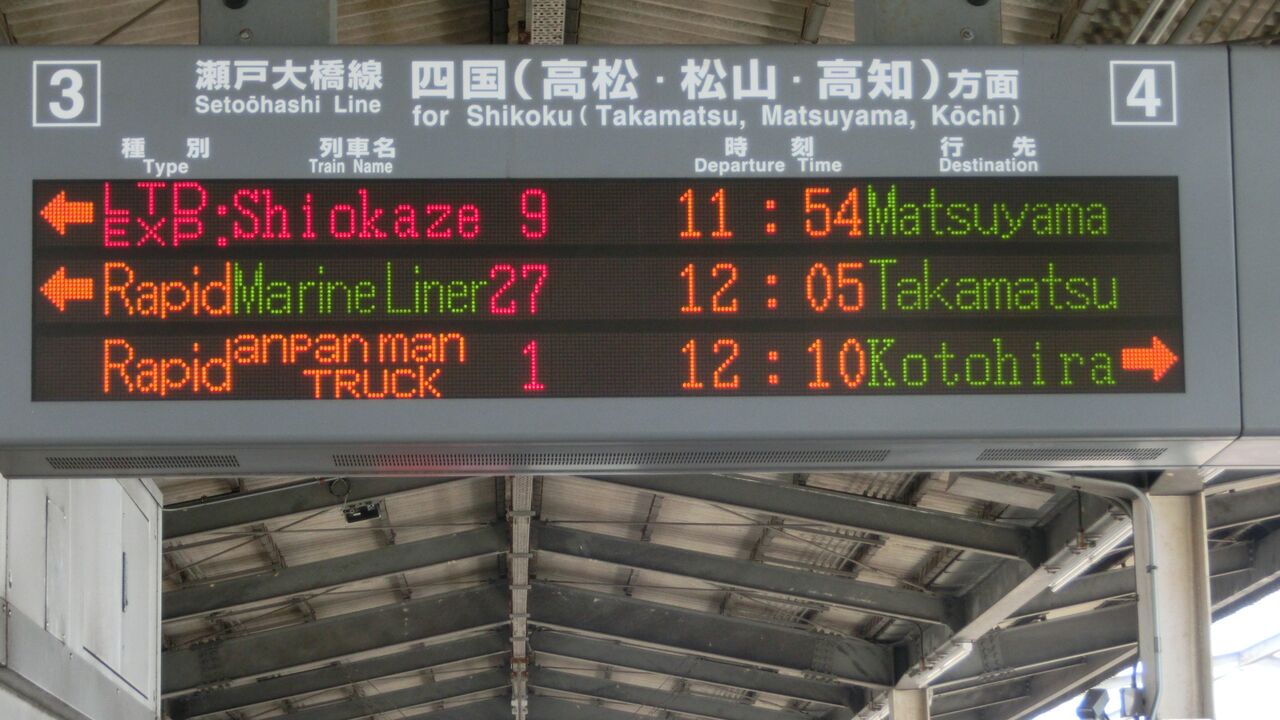 3 瀬戸大橋線 四国(高松・松山・高知)方面 4
Setoōhashi Line for Shikoku (Takamatsu, Matsuyama, Kōchi)
種別 列車名 時刻 行先
Type Train Name Departure Time Destination
← LTD. EXP. Shiokaze 9 11:54 Matsuyama
← Rapid Marine Liner 27 12:05 Takamatsu
Rapid anpanman TRUCK 1 12:10 Kotohira →